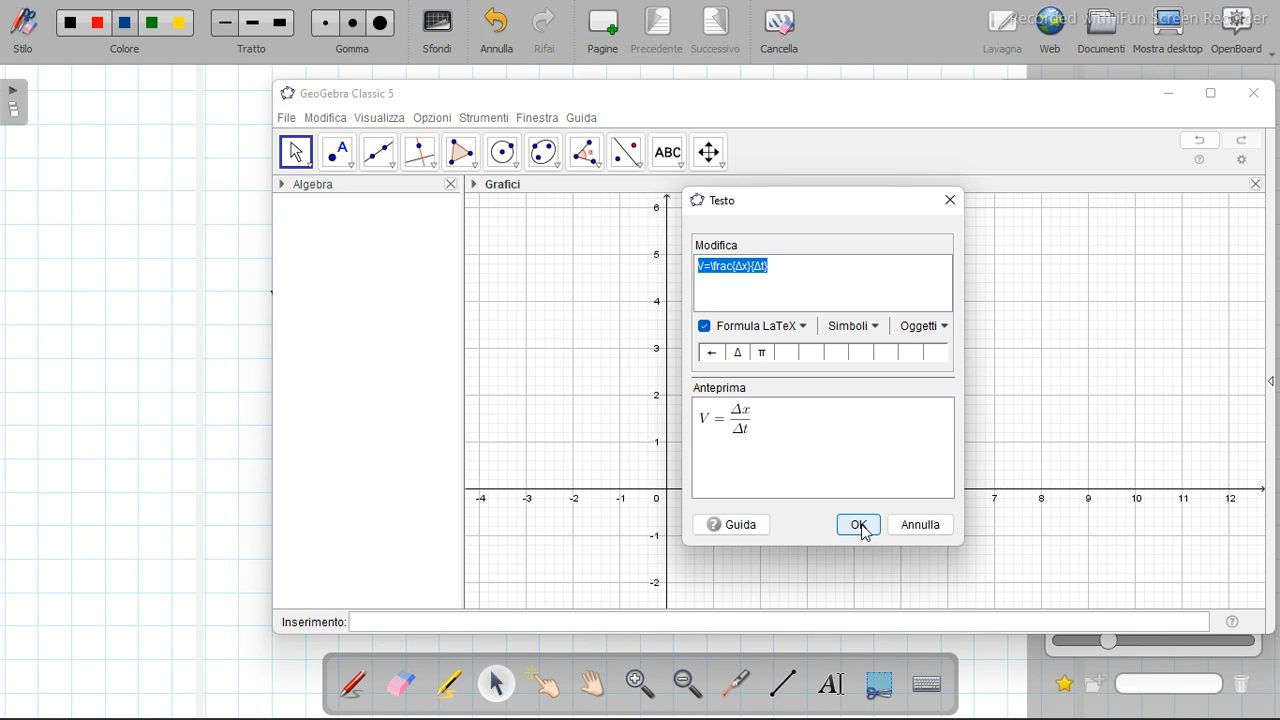 Recorded with iFun Screen Recorder
Stilo Colore Tratto Gomma Sfondi Annulla Rifai Pagine Precedente Successivo Cancella Lavagna Web Documenti Mostra desktop OpenBoard
GeoGebra Classic 5
File Modifica Visualizza Opzioni Strumenti Finestra Guida
A α ABC
Algebra Grafici
Testo
Modifica
V=\frac{Δx}{Δt}
Formula LaTeX Simboli Oggetti
← Δ π
Anteprima
V = Δx/Δt
Guida OK Annulla
6
5
4
3
2
1
-4 -3 -2 -1 0 7 8 9 10 11 12
-1
-2
Inserimento:
AI